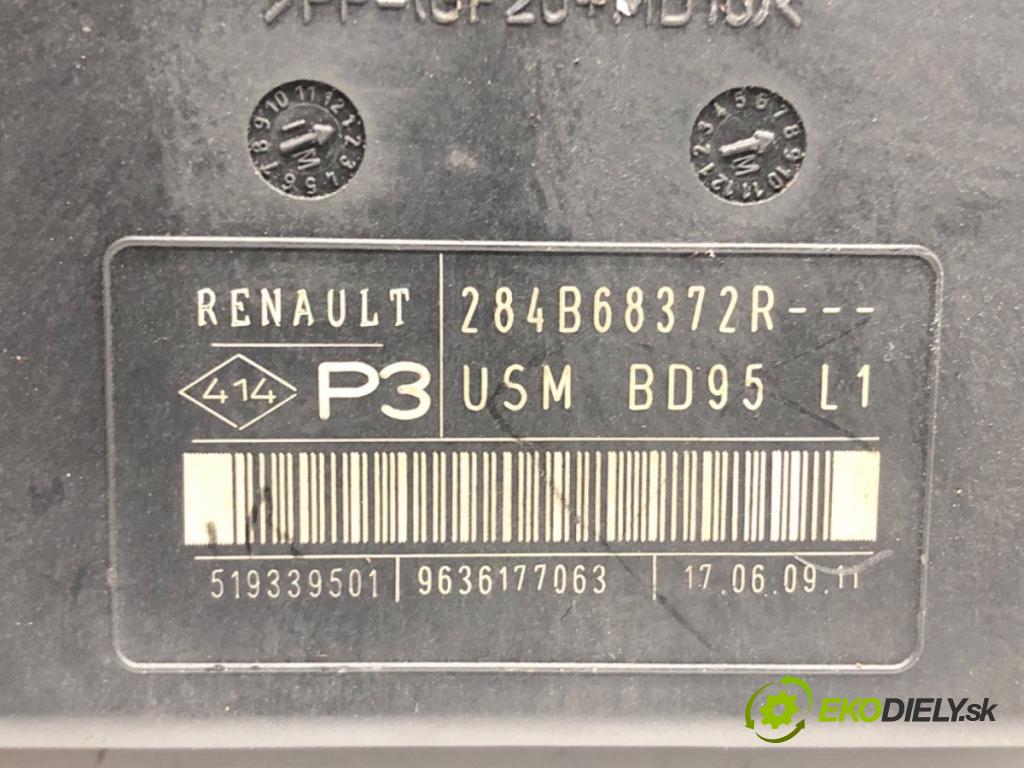 RENAULT 284B68372R---
414 P3 USM BD95 L1
519339501 9636177063 17.06.09.11
EKODIELY.sk